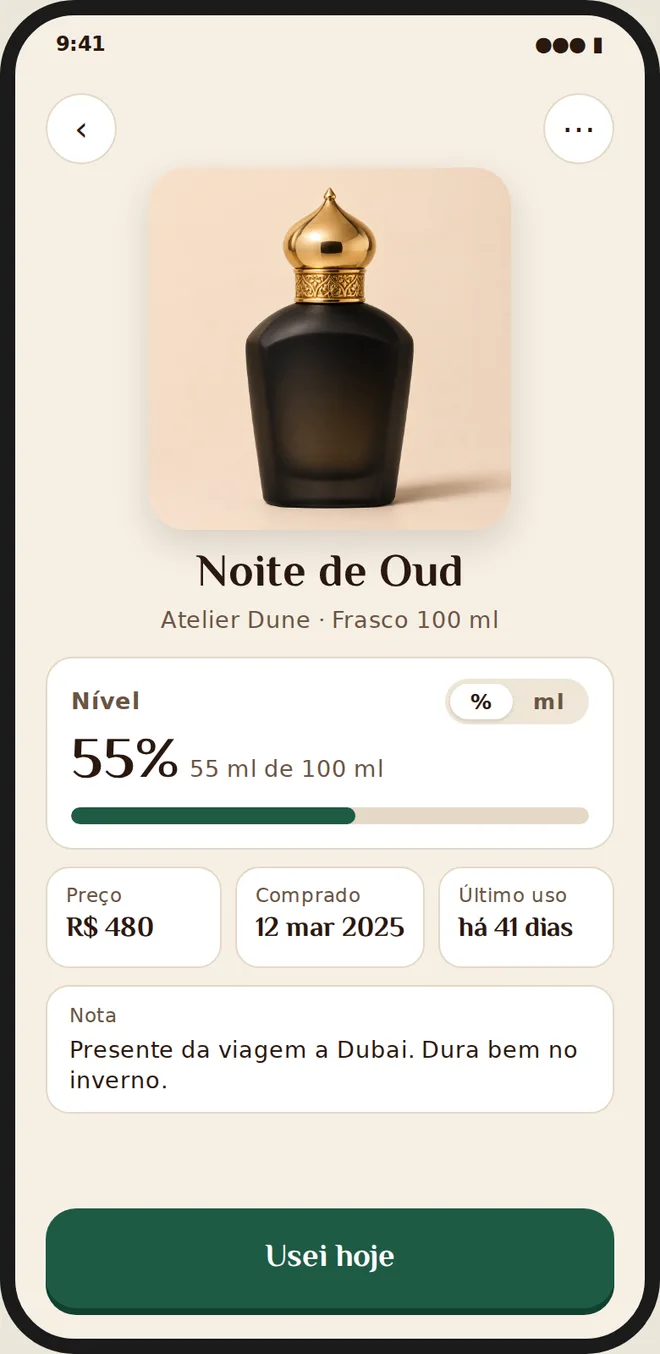 9:41
Noite de Oud
Atelier Dune · Frasco 100 ml
Nível
% ml
55% 55 ml de 100 ml
Preço
R$ 480
Comprado
12 mar 2025
Último uso
há 41 dias
Nota
Presente da viagem a Dubai. Dura bem no
inverno.
Usei hoje